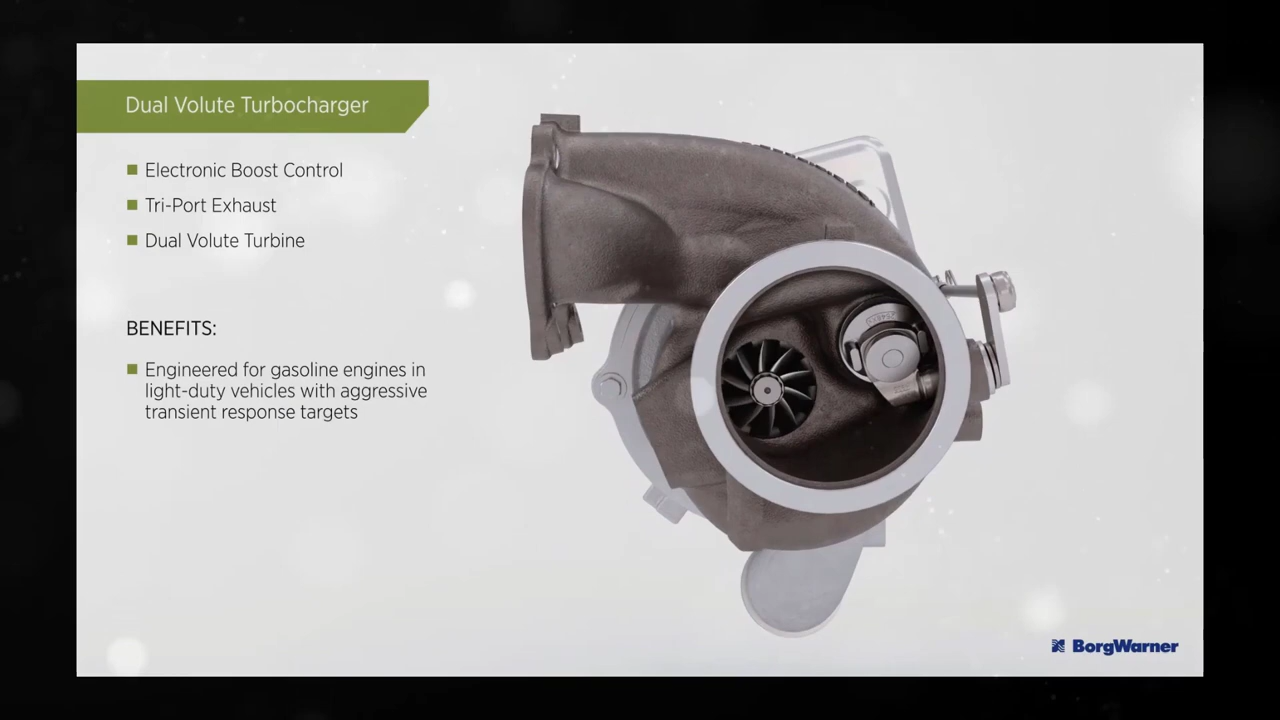 Dual Volute Turbocharger
Electronic Boost Control
Tri-Port Exhaust
Dual Volute Turbine
BENEFITS:
Engineered for gasoline engines in
light-duty vehicles with aggressive
transient response targets
BorgWarner